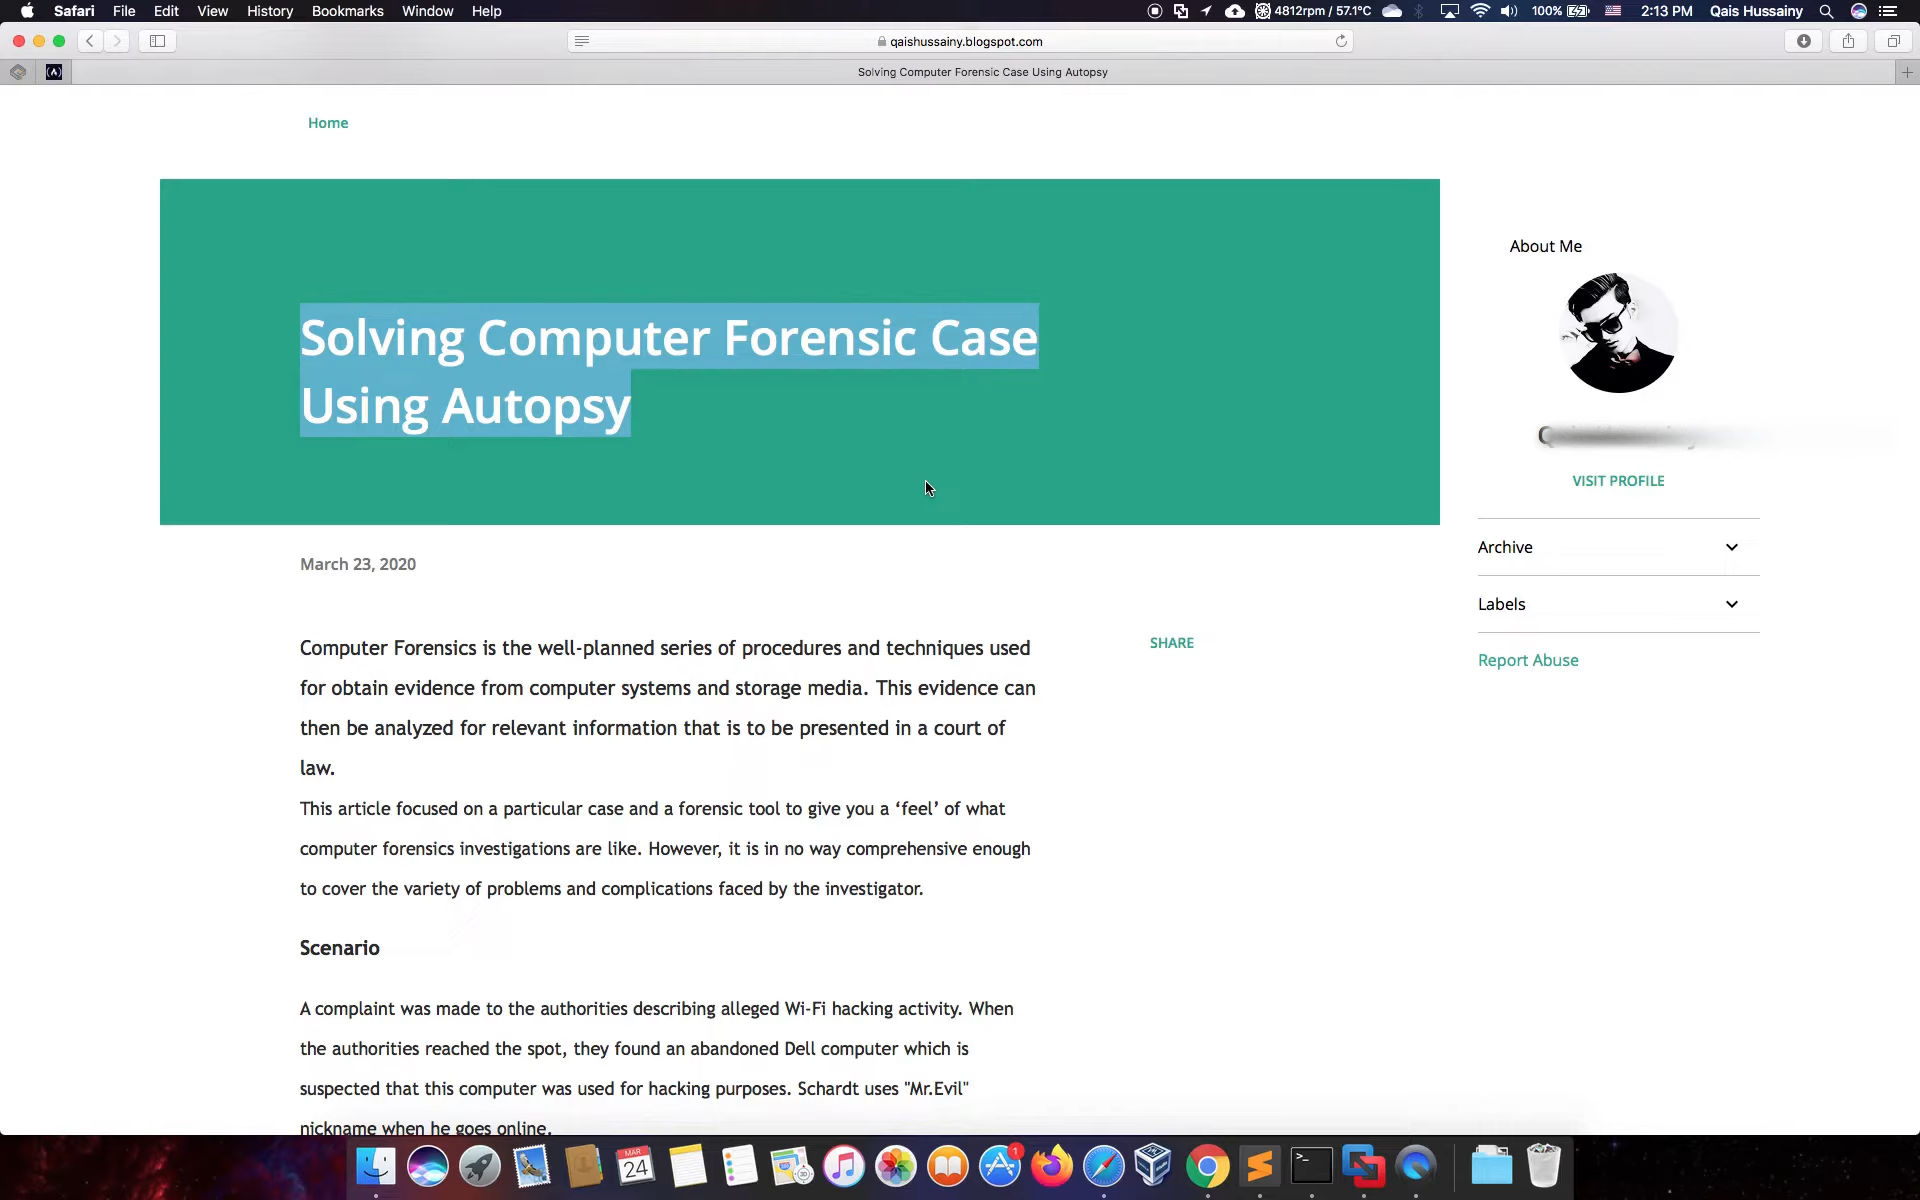 Safari File Edit View History Bookmarks Window Help 4812rpm / 57.1°C 100% 2:13 PM Qais Hussainy
qaishussainy.blogspot.com
Solving Computer Forensic Case Using Autopsy
Home
Solving Computer Forensic Case
Using Autopsy
March 23, 2020
Computer Forensics is the well-planned series of procedures and techniques used
for obtain evidence from computer systems and storage media. This evidence can
then be analyzed for relevant information that is to be presented in a court of
law.
This article focused on a particular case and a forensic tool to give you a ‘feel’ of what
computer forensics investigations are like. However, it is in no way comprehensive enough
to cover the variety of problems and complications faced by the investigator.
Scenario
A complaint was made to the authorities describing alleged Wi-Fi hacking activity. When
the authorities reached the spot, they found an abandoned Dell computer which is
suspected that this computer was used for hacking purposes. Schardt uses "Mr.Evil"
nickname when he goes online.
SHARE
About Me
VISIT PROFILE
Archive
Labels
Report Abuse
MAR
24
1